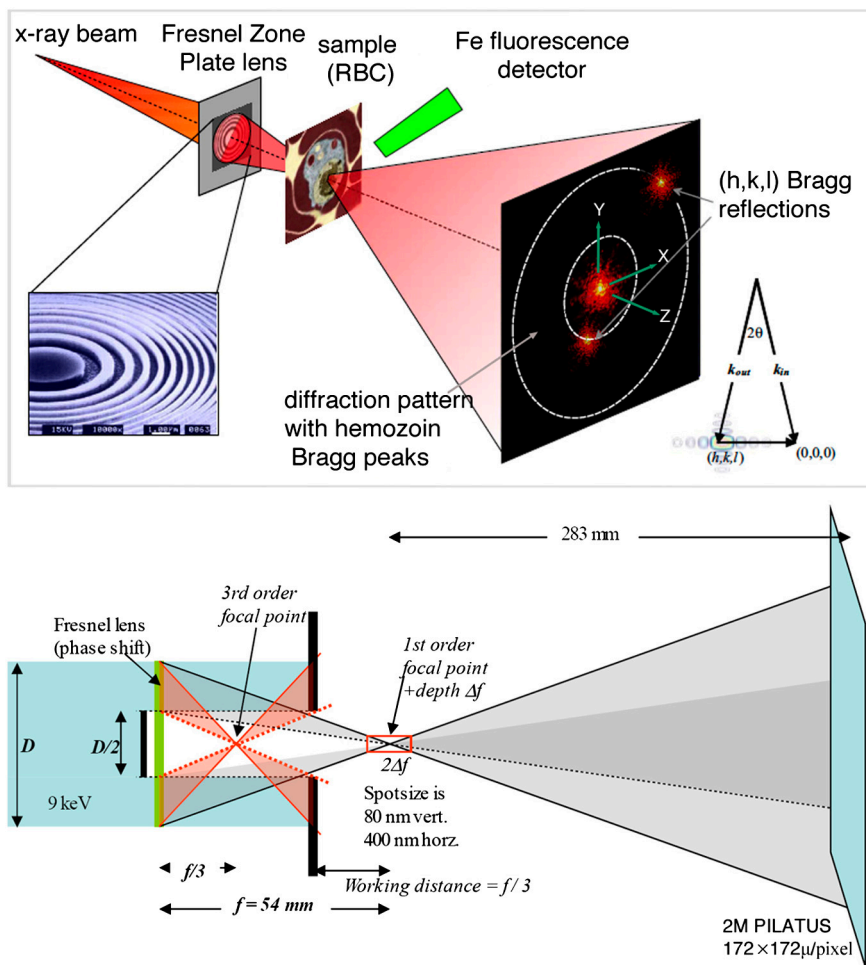 x-ray beam
Fresnel Zone
Plate lens
sample
(RBC)
Fe fluorescence
detector
(h,k,l) Bragg
reflections
Y
X
Z
2θ
k_out
k_in
(h,k,l)
(0,0,0)
diffraction pattern
with hemozoin
Bragg peaks
15KV 10000x 1.00μm 0063
283 mm
3rd order
focal point
Fresnel lens
(phase shift)
1st order
focal point
+depth Δf
D
D/2
2Δf
9 keV
Spotsize is
80 nm vert.
400 nm horz.
f/3
Working distance = f / 3
f = 54 mm
2M PILATUS
172×172μ/pixel